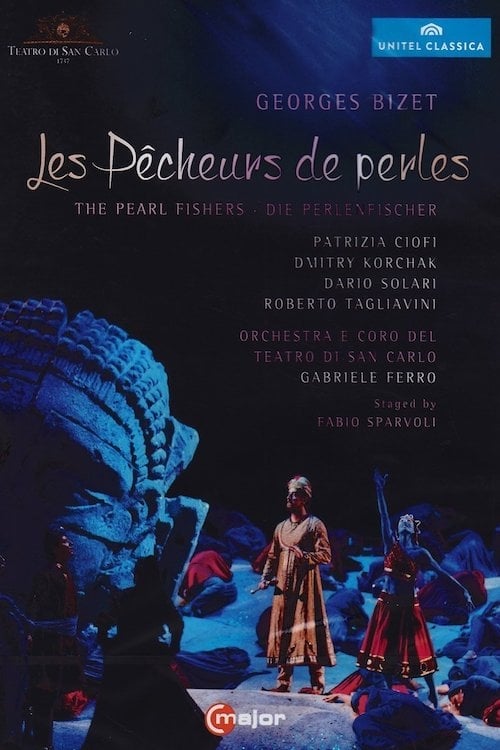 TEATRO DI SAN CARLO
1737
UNITEL CLASSICA
GEORGES BIZET
Les Pêcheurs de perles
THE PEARL FISHERS · DIE PERLENFISCHER
PATRIZIA CIOFI
DMITRY KORCHAK
DARIO SOLARI
ROBERTO TAGLIAVINI
ORCHESTRA E CORO DEL
TEATRO DI SAN CARLO
GABRIELE FERRO
Staged by
FABIO SPARVOLI
C major